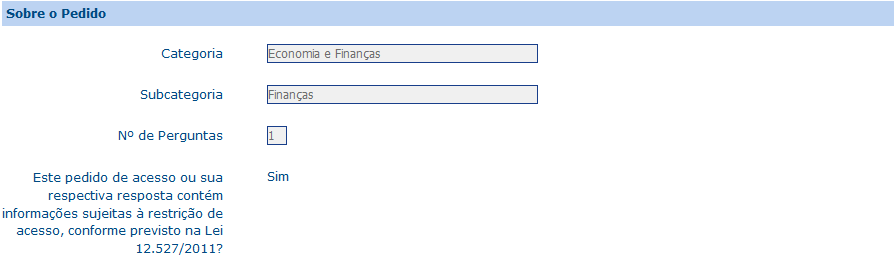 Sobre o Pedido
Categoria
Economia e Finanças
Subcategoria
Finanças
Nº de Perguntas
1
Este pedido de acesso ou sua
respectiva resposta contém
informações sujeitas à restrição de
acesso, conforme previsto na Lei
12.527/2011?
Sim